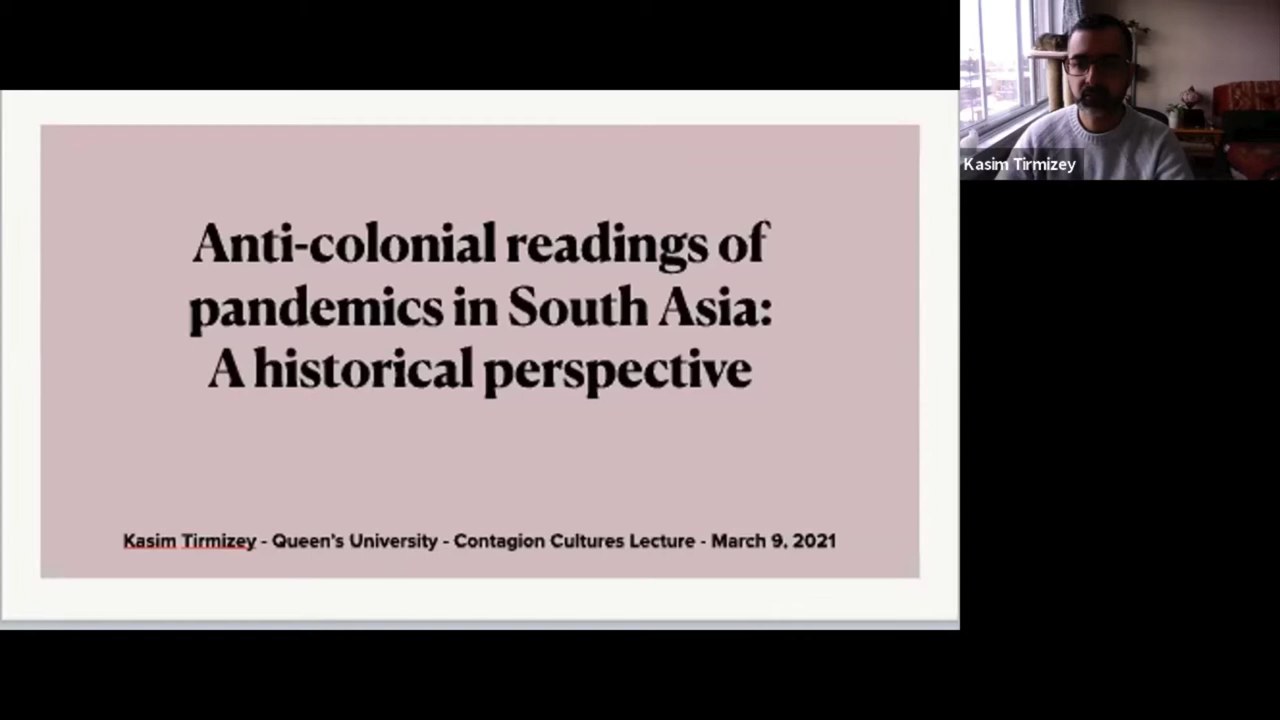 Anti-colonial readings of
pandemics in South Asia:
A historical perspective
Kasim Tirmizey - Queen's University - Contagion Cultures Lecture - March 9, 2021
Kasim Tirmizey